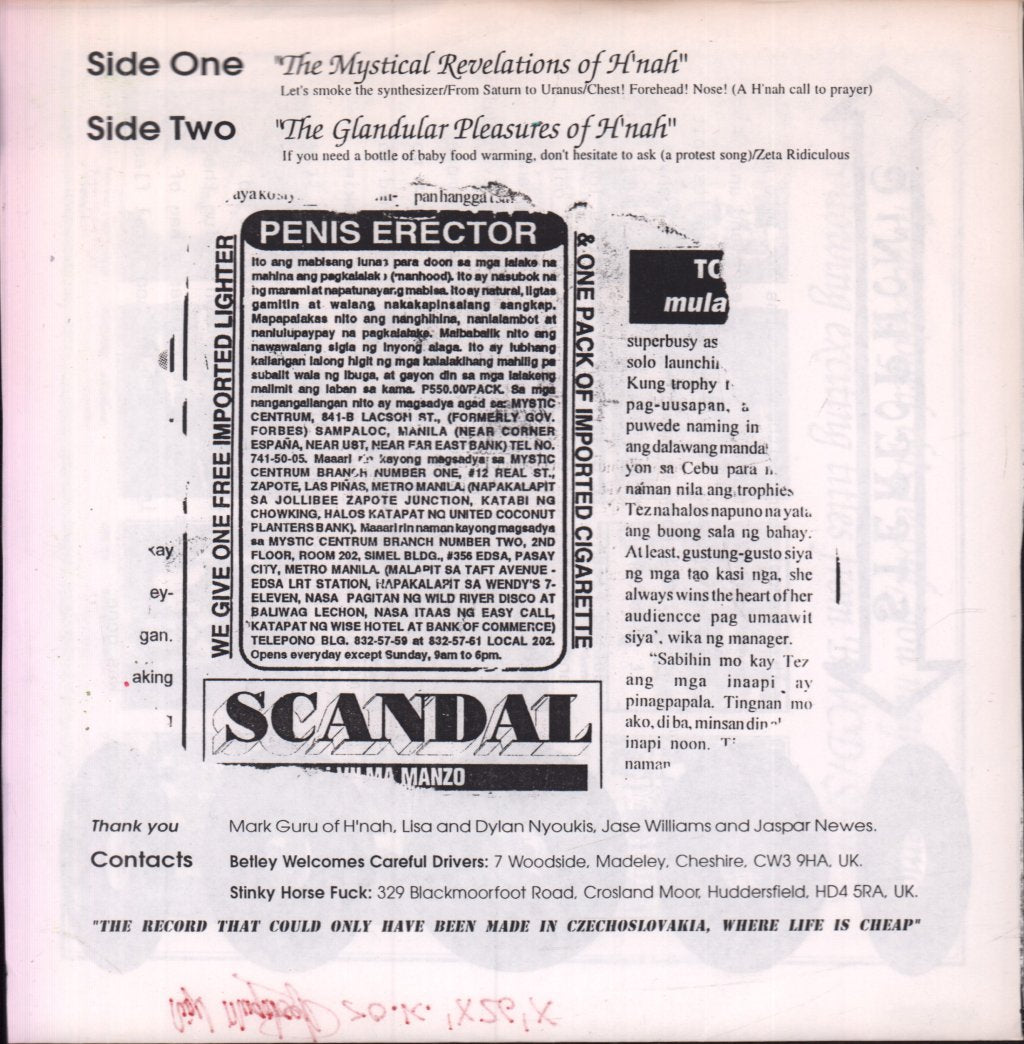 Side One "The Mystical Revelations of H'nah"
Let's smoke the synthesizer/From Saturn to Uranus/Chest! Forehead! Nose! (A H'nah call to prayer)
Side Two "The Glandular Pleasures of H'nah"
If you need a bottle of baby food warming, don't hesitate to ask (a protest song)/Zeta Ridiculous
pan hangga
WE GIVE ONE FREE IMPORTED LIGHTER
PENIS ERECTOR
Ito ang mabisang lunas para doon sa mga lalake na
mahina ang pagkalalak (manhood). Ito ay nasubok na
ng marami at napatunayang mabisa. Ito ay natural, ligtas
gamitin at walang nakakapinsalang sangkap.
Mapapalakas nito ang nanghihina, nanlalambot at
nanlulupaypay na pagkalalake. Maibabalik nito ang
nawawalang sigla ng inyong alaga. Ito ay lubhang
kailangan lalong higit ng mga kalalakihang mahilig pa
subalit wala ng ibuga, at gayon din sa mga lalakeng
malimit ang laban sa kama. P550.00/PACK. Sa mga
nangangailangan nito ay magsadya agad sa: MYSTIC
CENTRUM, 841-B LACSON ST., (FORMERLY GOV.
FORBES) SAMPALOC, MANILA (NEAR CORNER
ESPAÑA, NEAR UST, NEAR FAR EAST BANK) TEL NO.
741-50-05. Maaari kayong magsadya sa MYSTIC
CENTRUM BRANCH NUMBER ONE, #12 REAL ST.,
ZAPOTE, LAS PIÑAS, METRO MANILA, (NAPAKALAPIT
SA JOLLIBEE ZAPOTE JUNCTION, KATABI NG
CHOWKING, HALOS KATAPAT NG UNITED COCONUT
PLANTERS BANK). Maaari rin naman kayong magsadya
sa MYSTIC CENTRUM BRANCH NUMBER TWO, 2ND
FLOOR, ROOM 202, SIMEL BLDG., #356 EDSA, PASAY
CITY, METRO MANILA. (MALAPIT SA TAFT AVENUE -
EDSA LRT STATION, NAPAKALAPIT SA WENDY'S 7-
ELEVEN, NASA PAGITAN NG WILD RIVER DISCO AT
BALIWAG LECHON, NASA ITAAS NG EASY CALL,
KATAPAT NG WISE HOTEL AT BANK OF COMMERCE)
TELEPONO BLG. 832-57-59 at 832-57-61 LOCAL 202.
Opens everyday except Sunday, 9am to 6pm.
& ONE PACK OF IMPORTED CIGARETTE
kay
ey-
gan.
aking
SCANDAL
VILMA MANZO
TO
mula
superbusy as
solo launchi
Kung trophy
pag-uusapan,
puwede naming in
ang dalawang manda
yon sa Cebu para
naman nila ang trophies
Tez na halos napuno na yata
ang buong sala ng bahay.
At least, gustung-gusto siya
ng mga tao kasi nga, she
always wins the heart of her
audiencce pag umaawit
siya', wika ng manager.
"Sabihin mo kay Tez
ang mga inaapi ay
pinagpapala. Tingnan mo
ako, di ba, minsan din
inapi noon.
naman
Thank you Mark Guru of H'nah, Lisa and Dylan Nyoukis, Jase Williams and Jaspar Newes.
Contacts Betley Welcomes Careful Drivers: 7 Woodside, Madeley, Cheshire, CW3 9HA, UK.
Stinky Horse Fuck: 329 Blackmoorfoot Road, Crosland Moor, Huddersfield, HD4 5RA, UK.
"THE RECORD THAT COULD ONLY HAVE BEEN MADE IN CZECHOSLOVAKIA, WHERE LIFE IS CHEAP"